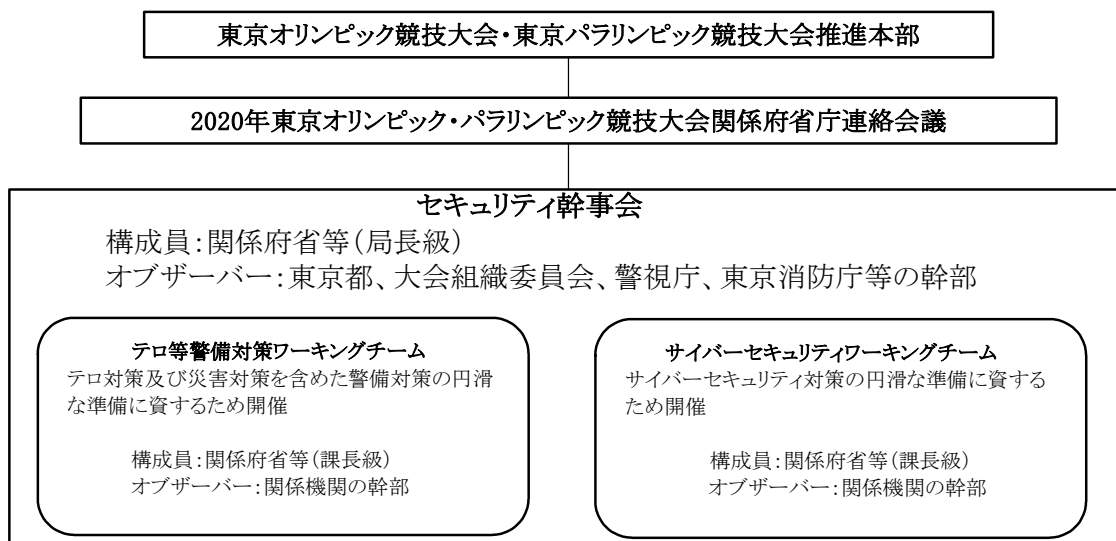 東京オリンピック競技大会・東京パラリンピック競技大会推進本部
2020年東京オリンピック・パラリンピック競技大会関係府省庁連絡会議
セキュリティ幹事会
構成員:関係府省等(局長級)
オブザーバー:東京都、大会組織委員会、警視庁、東京消防庁等の幹部
テロ等警備対策ワーキングチーム
テロ対策及び災害対策を含めた警備対策の円滑
な準備に資するため開催
構成員:関係府省等(課長級)
オブザーバー:関係機関の幹部
サイバーセキュリティワーキングチーム
サイバーセキュリティ対策の円滑な準備に資する
ため開催
構成員:関係府省等(課長級)
オブザーバー:関係機関の幹部